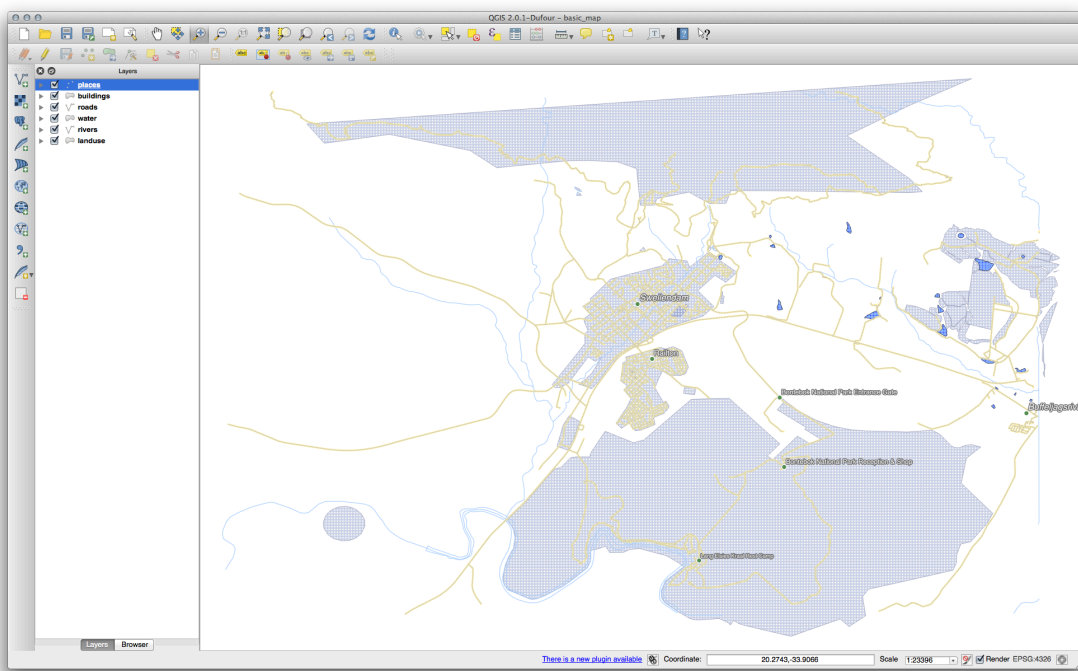 QGIS 2.0.1-Dufour – basic_map
Layers
places
buildings
roads
water
rivers
landuse
Swellendam
Railton
Bontebok National Park Entrance Gate
Buffeljagsrivi
Bontebok National Park Reception & Shop
Lang Elsies Kraal Rest Camp
Layers
Browser
There is a new plugin available
Coordinate:
20.2743,-33.9066
Scale
1:23396
Render
EPSG:4326